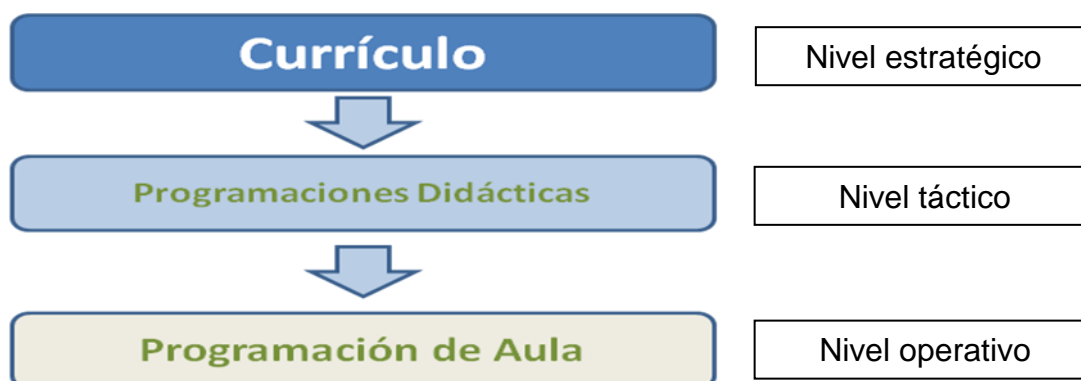 Currículo
Nivel estratégico
Programaciones Didácticas
Nivel táctico
Programación de Aula
Nivel operativo